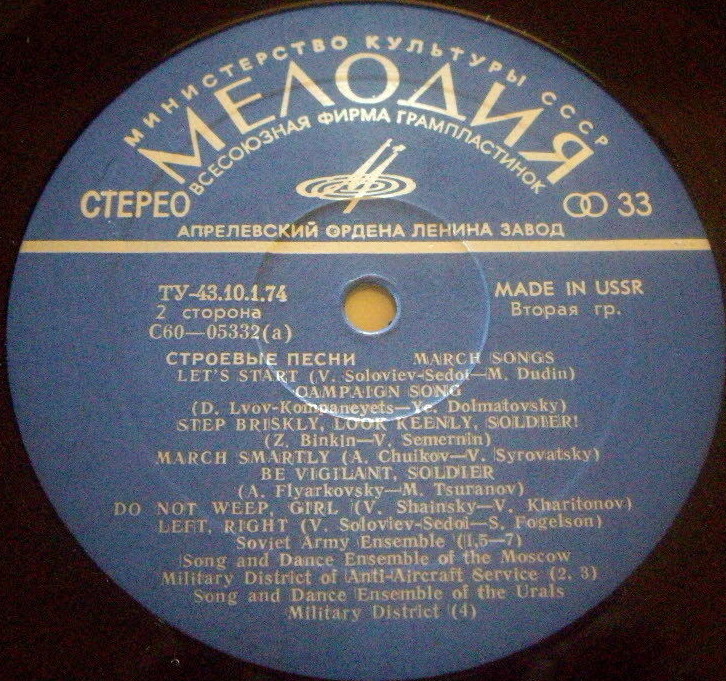 МИНИСТЕРСТВО КУЛЬТУРЫ СССР
МЕЛОДИЯ
ВСЕСОЮЗНАЯ ФИРМА ГРАМПЛАСТИНОК
СТЕРЕО 33
АПРЕЛЕВСКИЙ ОРДЕНА ЛЕНИНА ЗАВОД
ТУ-43.10.1.74 MADE IN USSR
2 сторона Вторая гр.
С60—05332(а)
СТРОЕВЫЕ ПЕСНИ MARCH SONGS
LET'S START (V. Soloviev-Sedoi—M. Dudin)
CAMPAIGN SONG
(D. Lvov-Kompaneyets—Ye. Dolmatovsky)
STEP BRISKLY, LOOK KEENLY, SOLDIER!
(Z. Binkin—V. Semernin)
MARCH SMARTLY (A. Chuikov—V. Syrovatsky)
BE VIGILANT, SOLDIER
(A. Flyarkovsky—M. Tsuranov)
DO NOT WEEP, GIRL (V. Shainsky—V. Kharitonov)
LEFT, RIGHT (V. Soloviev-Sedoi—S. Fogelson)
Soviet Army Ensemble (1,5—7)
Song and Dance Ensemble of the Moscow
Military District of Anti-Aircraft Service (2, 3)
Song and Dance Ensemble of the Urals
Military District (4)